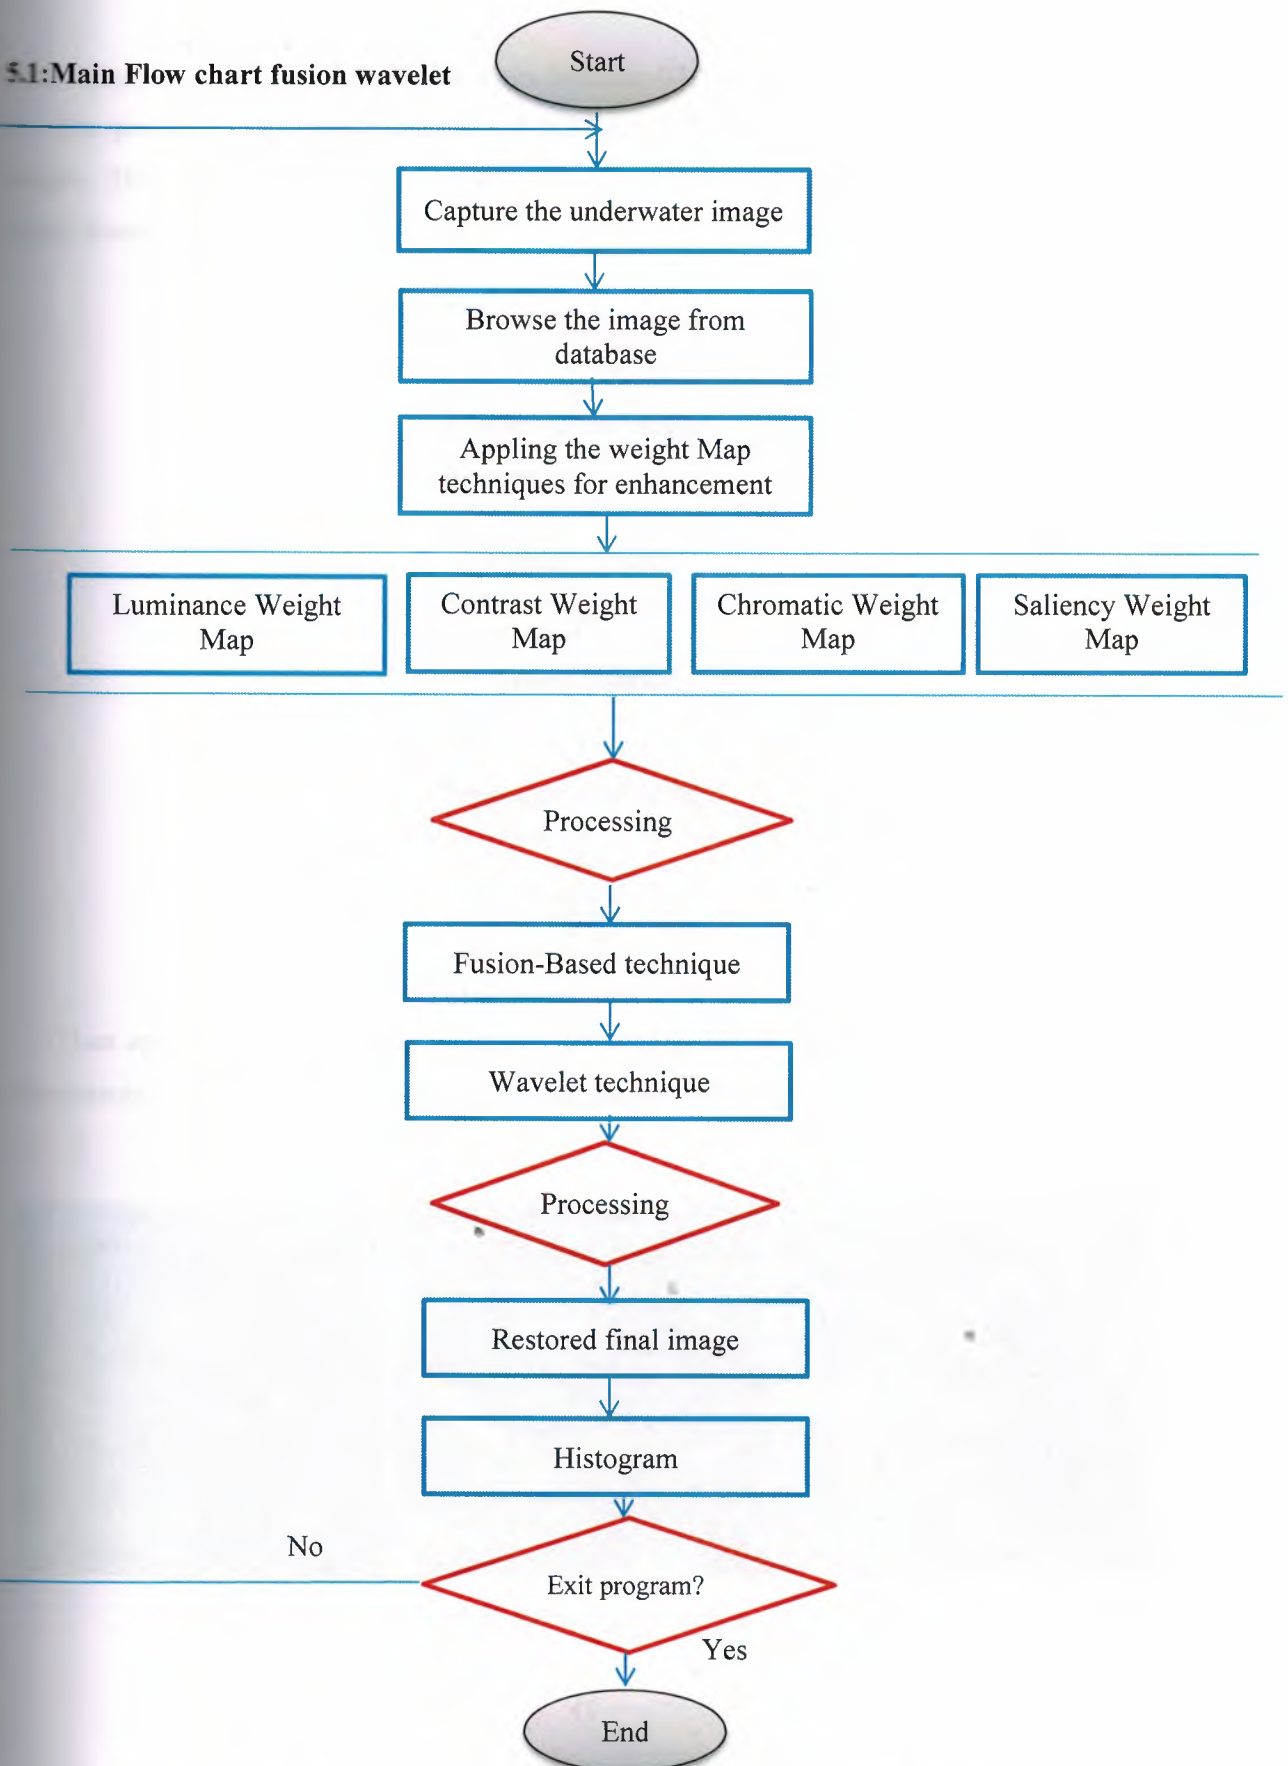 Start
5.1:Main Flow chart fusion wavelet
Capture the underwater image
Browse the image from
database
Appling the weight Map
techniques for enhancement
Luminance Weight
Map
Contrast Weight
Map
Chromatic Weight
Map
Saliency Weight
Map
Processing
Fusion-Based technique
Wavelet technique
Processing
Restored final image
Histogram
No
Exit program?
Yes
End